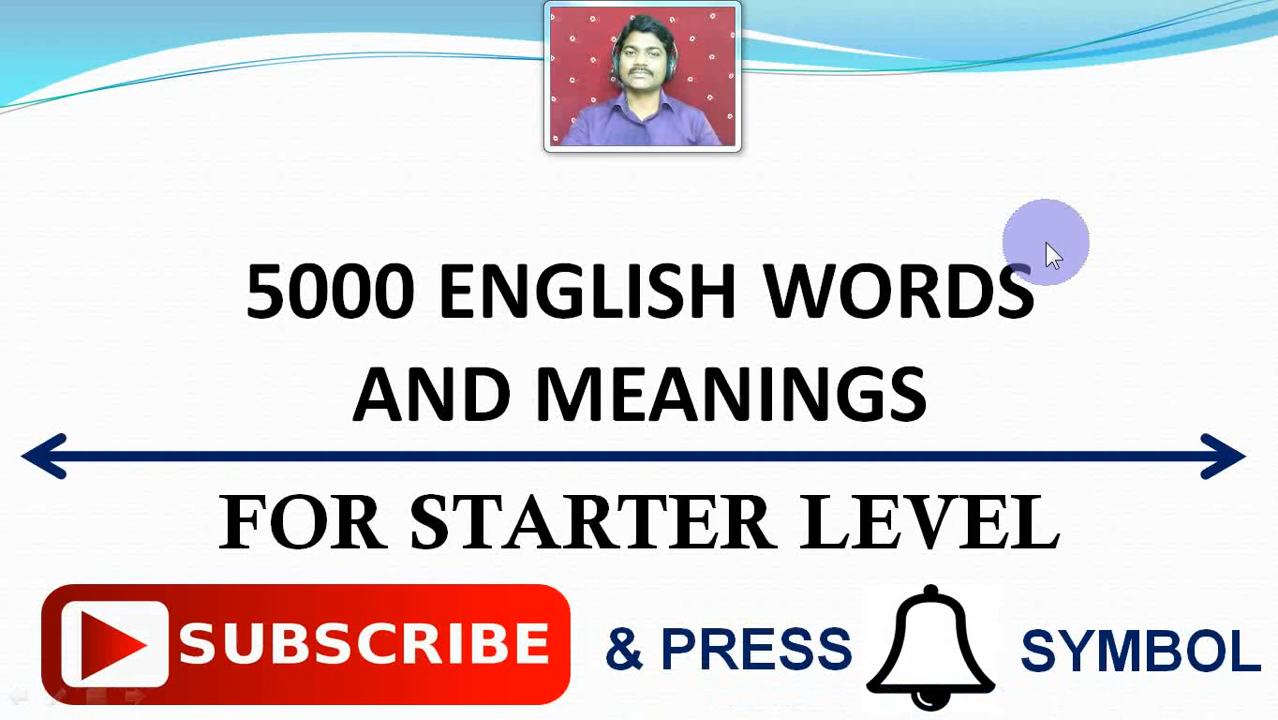 5000 ENGLISH WORDS
AND MEANINGS
FOR STARTER LEVEL
SUBSCRIBE & PRESS SYMBOL